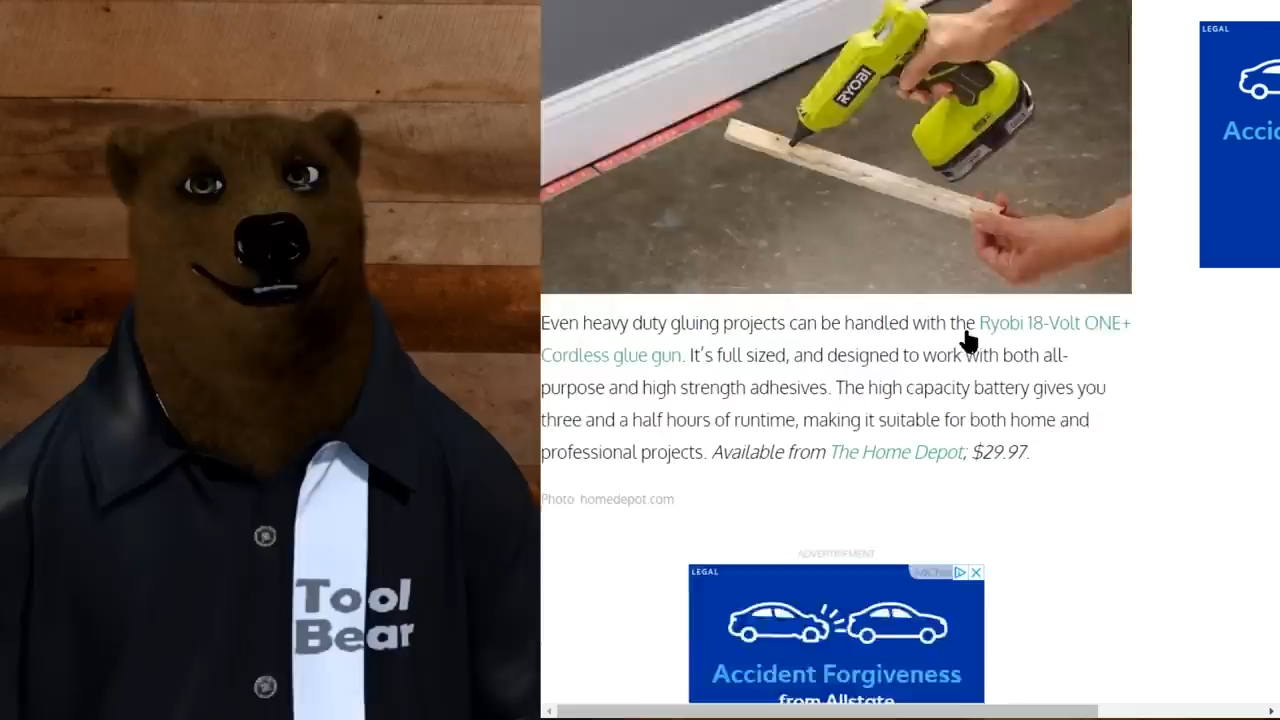 LEGAL
RYOBI
Accid
Even heavy duty gluing projects can be handled with the Ryobi 18-Volt ONE+
Cordless glue gun. It's full sized, and designed to work with both all-
purpose and high strength adhesives. The high capacity battery gives you
three and a half hours of runtime, making it suitable for both home and
professional projects. Available from The Home Depot; $29.97.
Photo homedepot.com
ADVERTISEMENT
LEGAL
Tool
Bear
Accident Forgiveness
from Allstate